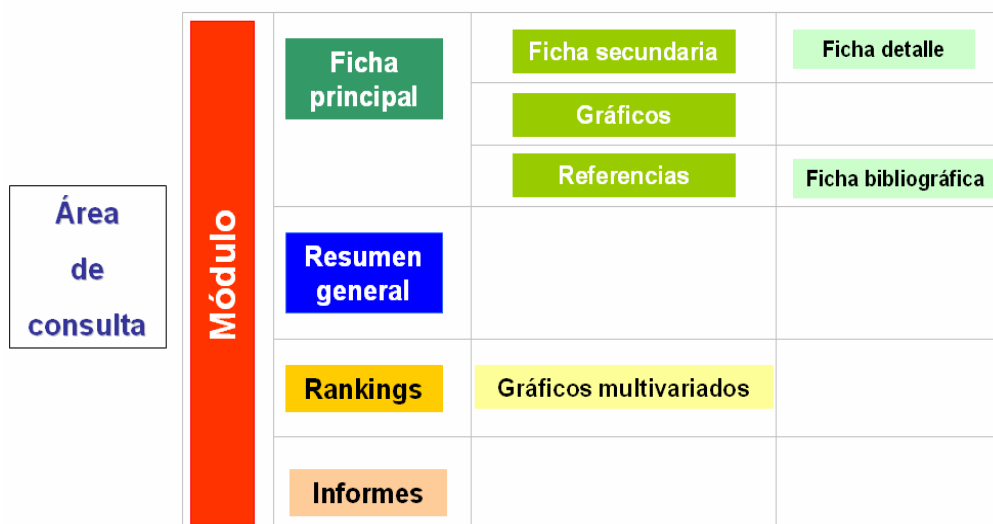 Área
de
consulta
Módulo
Ficha
principal
Ficha secundaria
Ficha detalle
Gráficos
Referencias
Ficha bibliográfica
Resumen
general
Rankings
Gráficos multivariados
Informes